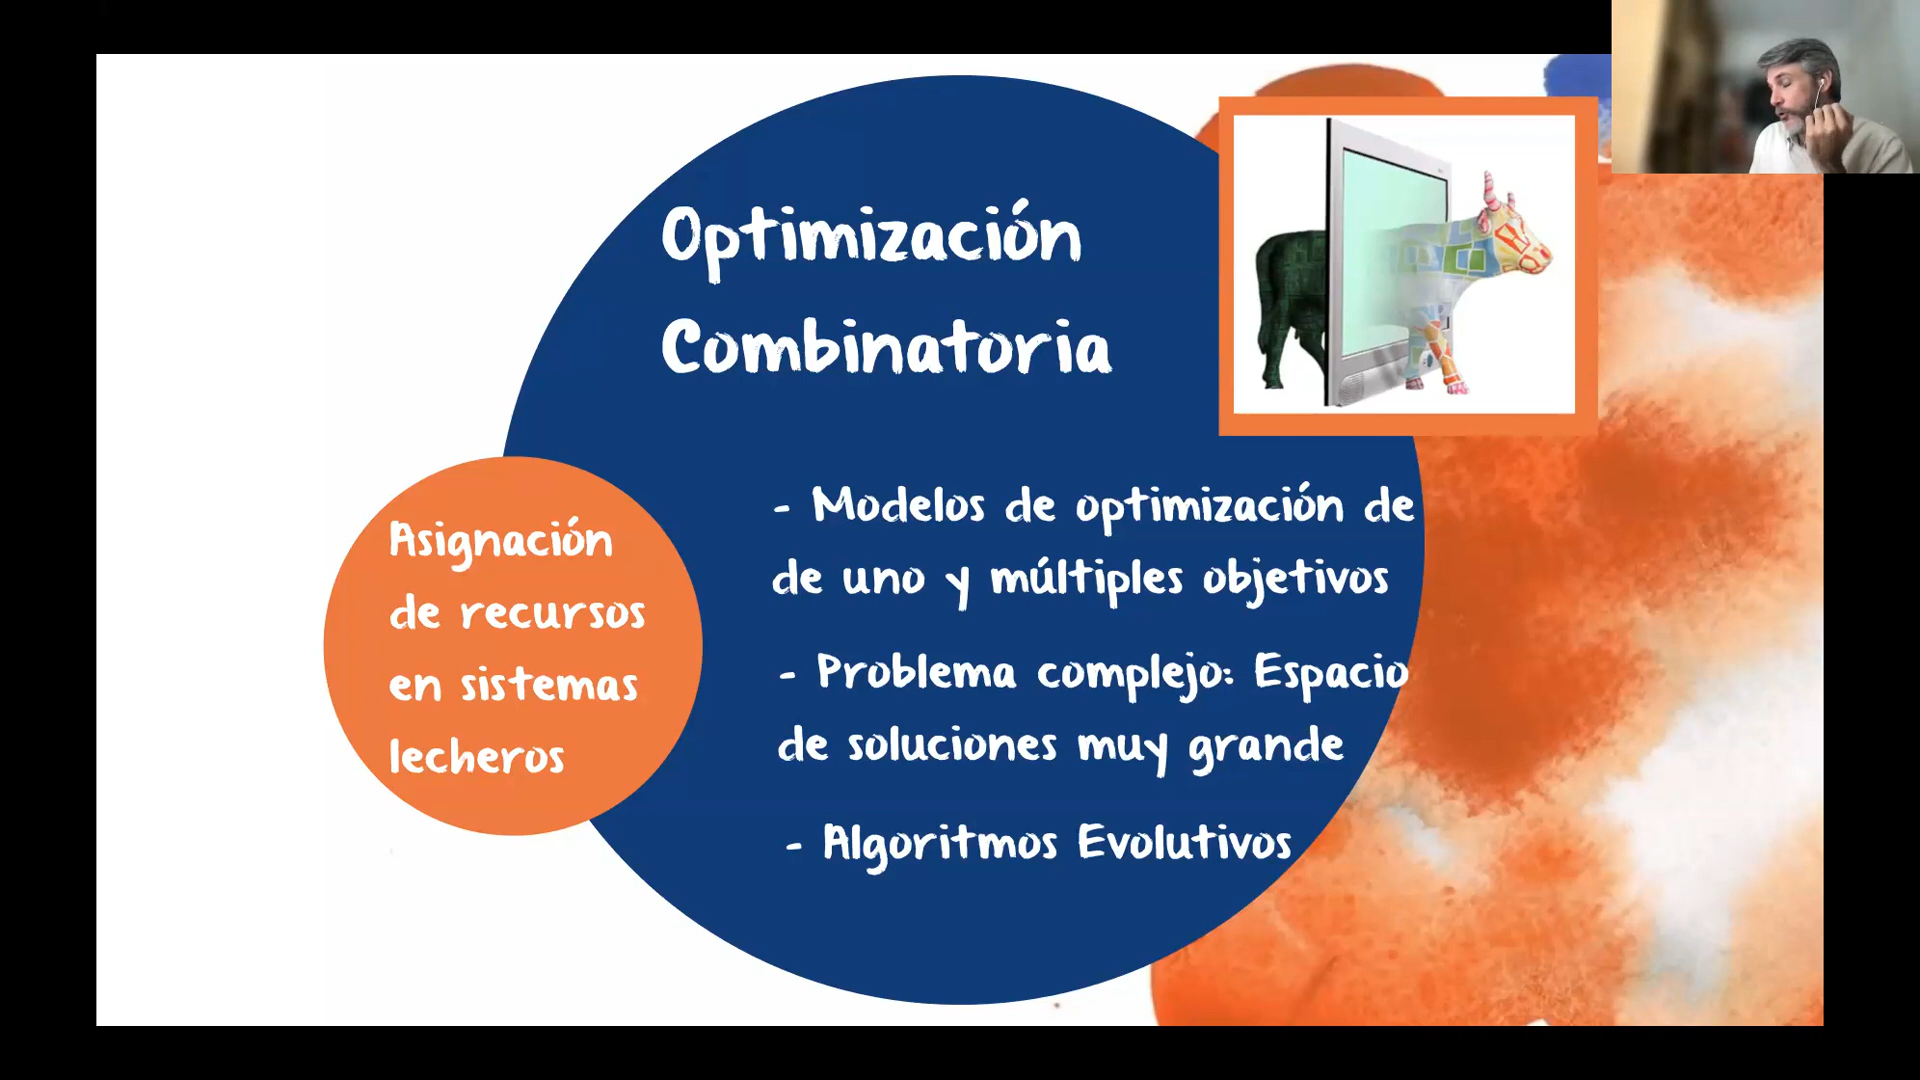 Optimización
Combinatoria
Asignación
de recursos
en sistemas
lecheros
- Modelos de optimización de
de uno y múltiples objetivos
- Problema complejo: Espacio
de soluciones muy grande
- Algoritmos Evolutivos